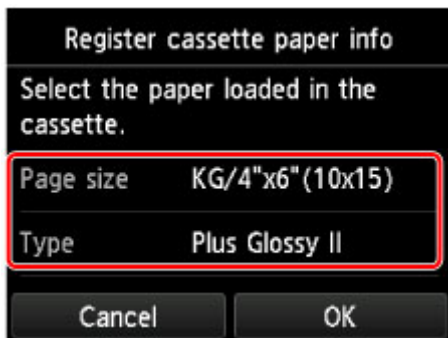 Register cassette paper info
Select the paper loaded in the
cassette.
Page size KG/4"x6"(10x15)
Type Plus Glossy II
Cancel OK